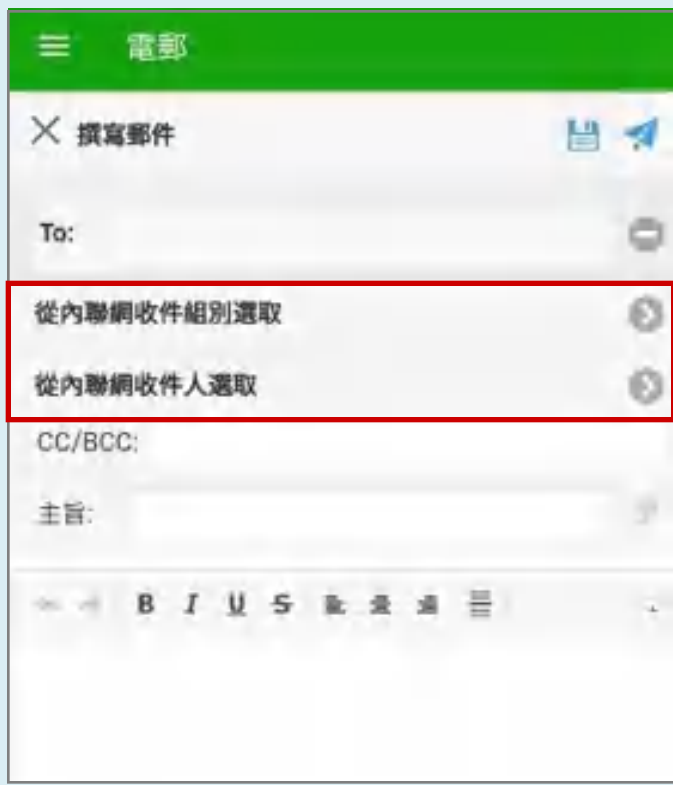 電郵
撰寫郵件
To:
從內聯網收件組別選取
從內聯網收件人選取
CC/BCC:
主旨:
B I U S